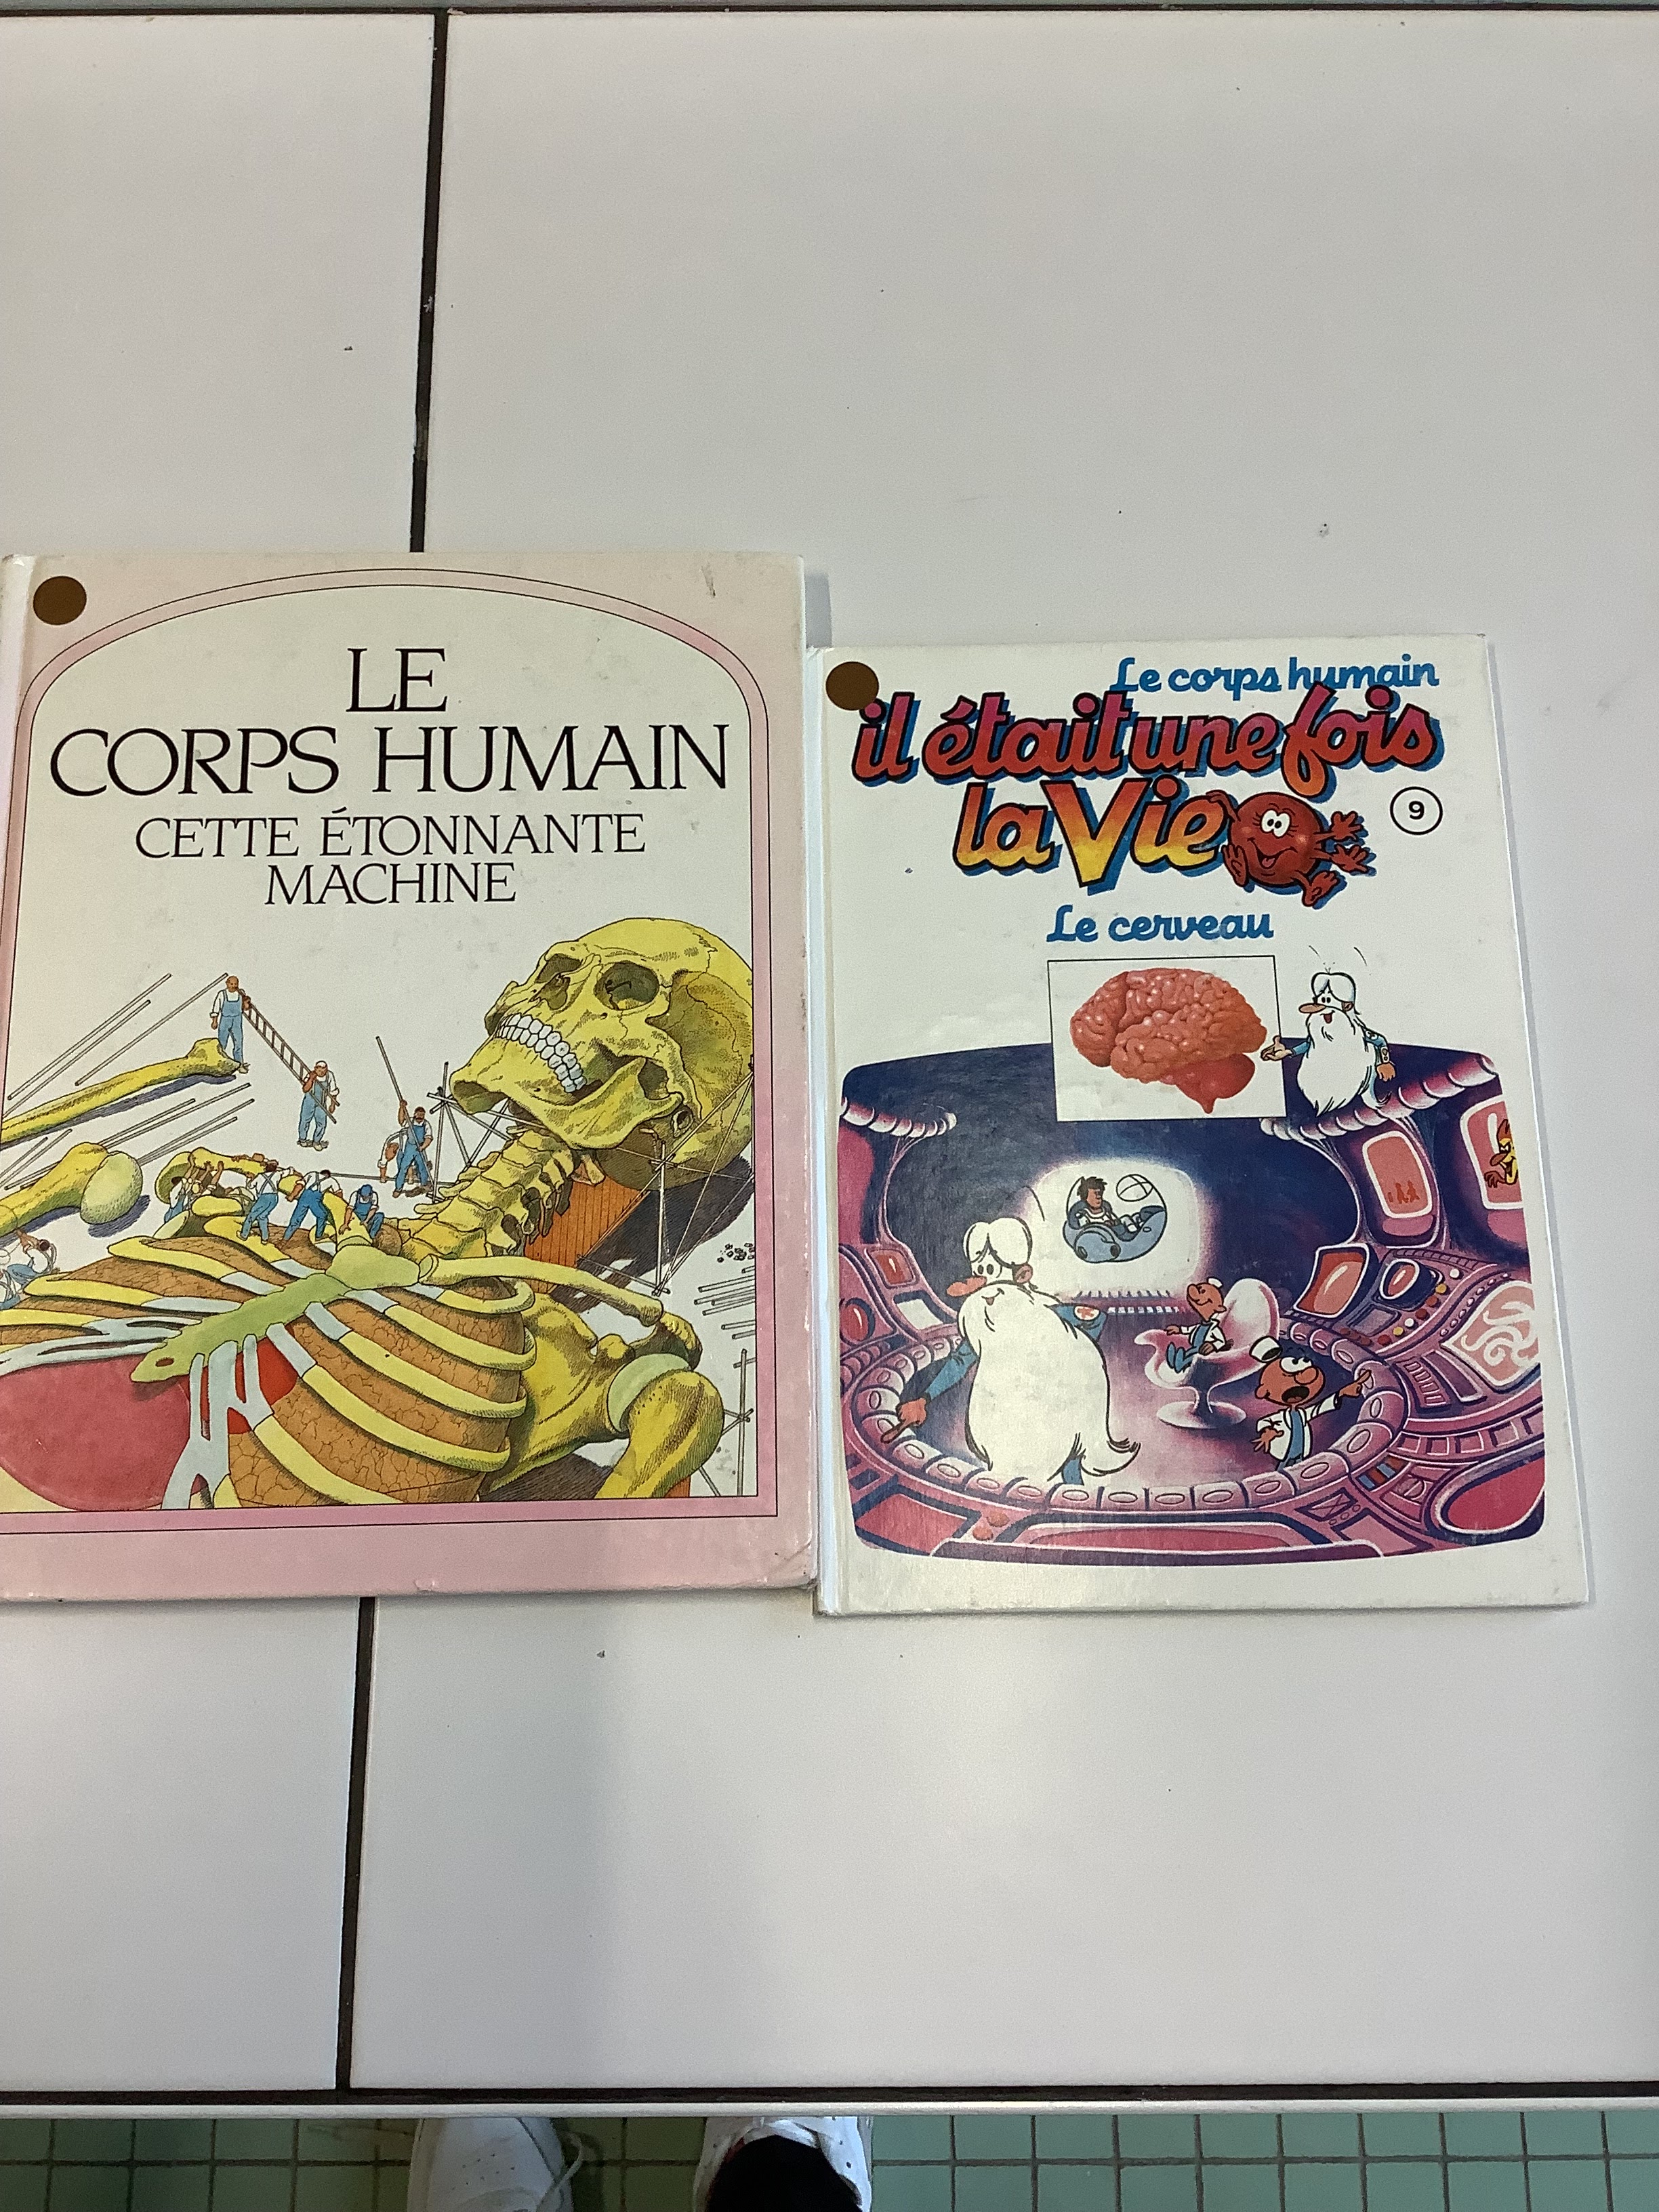 LE
CORPS HUMAIN
CETTE ÉTONNANTE
MACHINE
Le corps humain
il était une fois
la Vie
9
Le cerveau